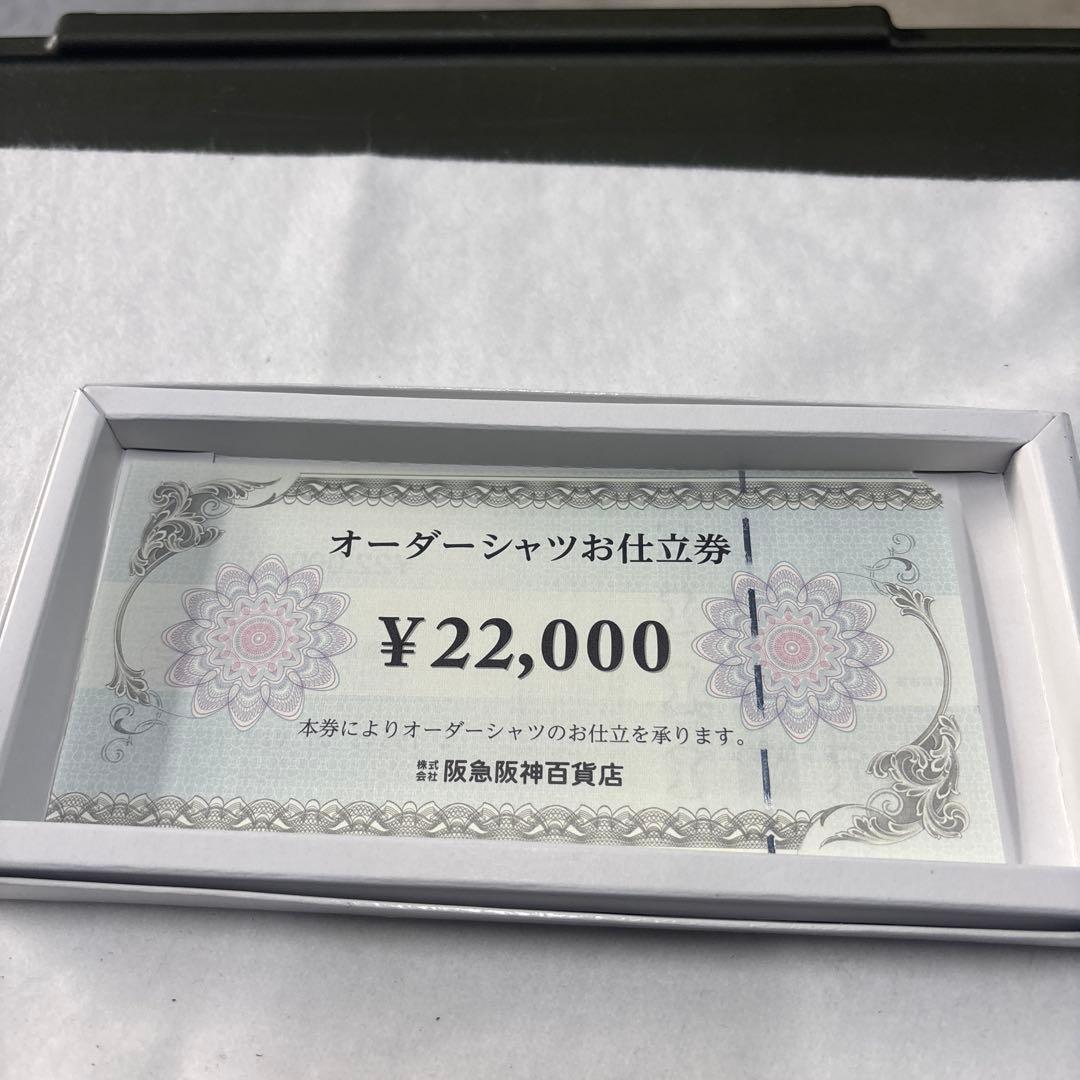 オーダーシャツお仕立券
¥22,000
本券によりオーダーシャツのお仕立を承ります。
株式会社 阪急阪神百貨店